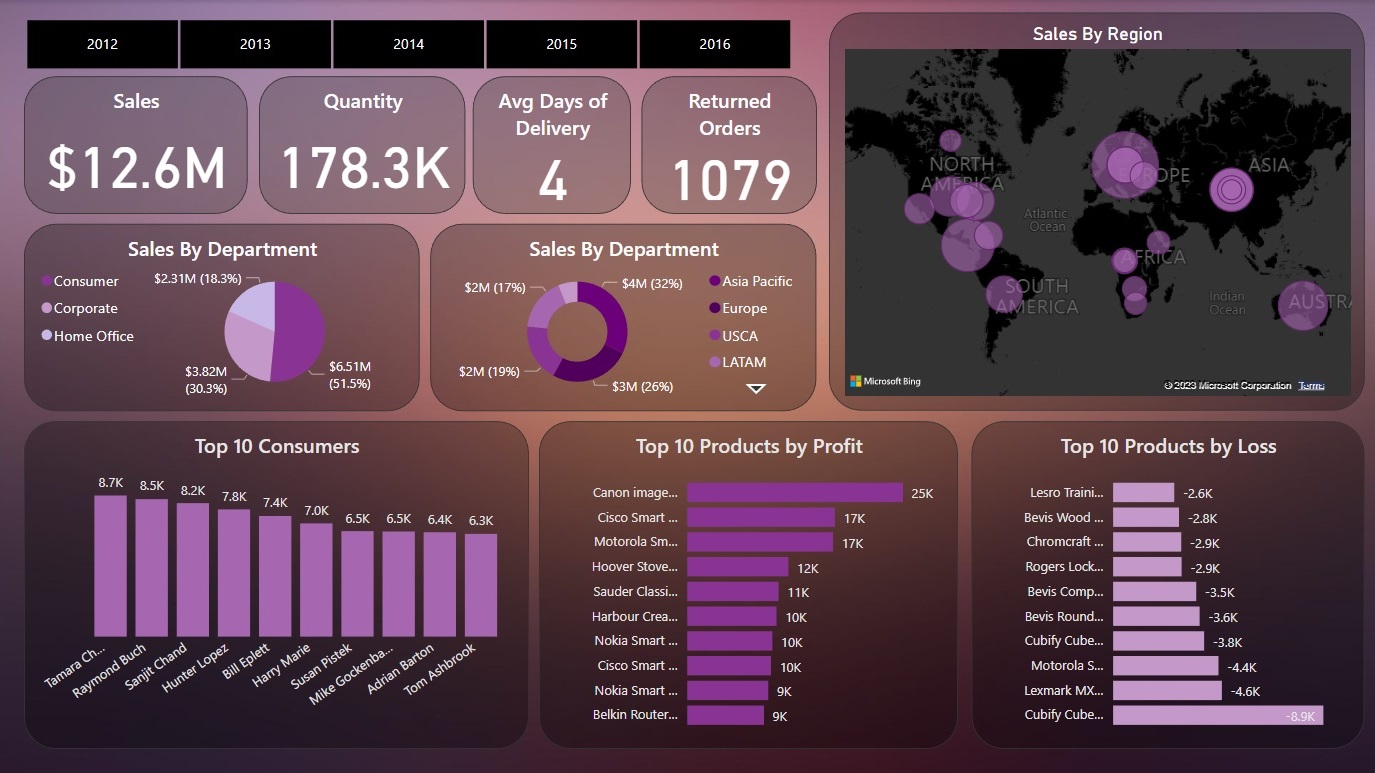 2012
2013
2014
2015
2016
Sales
$12.6M
Quantity
178.3K
Avg Days of
Delivery
4
Returned
Orders
1079
Sales By Region
NORTH
AMERICA
Atlantic
Ocean
ROPE
ASIA
AFRICA
SOUTH
AMERICA
Indian
Ocean
AUSTRA
Microsoft Bing
© 2023 Microsoft Corporation Terms
Sales By Department
Consumer
Corporate
Home Office
$2.31M (18.3%)
$3.82M
(30.3%)
$6.51M
(51.5%)
Sales By Department
$2M (17%)
$4M (32%)
$2M (19%)
$3M (26%)
Asia Pacific
Europe
USCA
LATAM
Top 10 Consumers
8.7K
8.5K
8.2K
7.8K
7.4K
7.0K
6.5K
6.5K
6.4K
6.3K
Tamara Ch...
Raymond Buch
Sanjit Chand
Hunter Lopez
Bill Eplett
Harry Marie
Susan Pistek
Mike Gockenba...
Adrian Barton
Tom Ashbrook
Top 10 Products by Profit
Canon image... 25K
Cisco Smart ... 17K
Motorola Sm... 17K
Hoover Stove... 12K
Sauder Classi... 11K
Harbour Crea... 10K
Nokia Smart ... 10K
Cisco Smart ... 10K
Nokia Smart ... 9K
Belkin Router... 9K
Top 10 Products by Loss
Lesro Traini... -2.6K
Bevis Wood ... -2.8K
Chromcraft ... -2.9K
Rogers Lock... -2.9K
Bevis Comp... -3.5K
Bevis Round... -3.6K
Cubify Cube... -3.8K
Motorola S... -4.4K
Lexmark MX... -4.6K
Cubify Cube... -8.9K